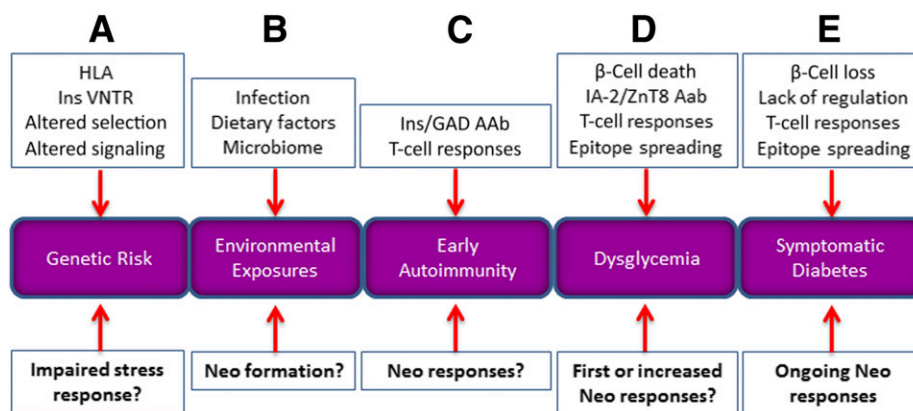 A
B
C
D
E
HLA
Ins VNTR
Altered selection
Altered signaling
Infection
Dietary factors
Microbiome
Ins/GAD AAb
T-cell responses
β-Cell death
IA-2/ZnT8 Aab
T-cell responses
Epitope spreading
β-Cell loss
Lack of regulation
T-cell responses
Epitope spreading
Genetic Risk
Environmental
Exposures
Early
Autoimmunity
Dysglycemia
Symptomatic
Diabetes
Impaired stress
response?
Neo formation?
Neo responses?
First or increased
Neo responses?
Ongoing Neo
responses